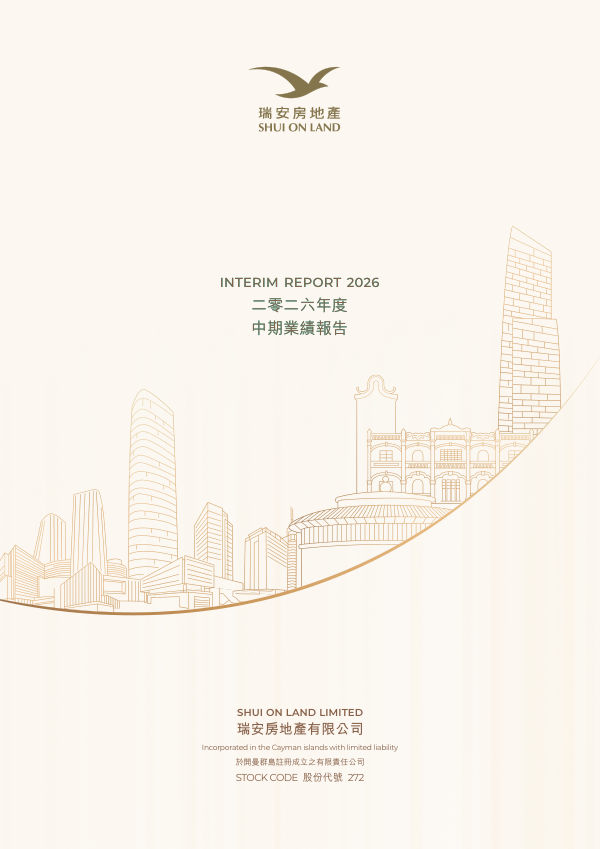 瑞安房地產
SHUI ON LAND
INTERIM REPORT 2026
二零二六年度
中期業績報告
SHUI ON LAND LIMITED
瑞安房地產有限公司
Incorporated in the Cayman islands with limited liability
於開曼群島註冊成立之有限責任公司
STOCK CODE 股份代號 272